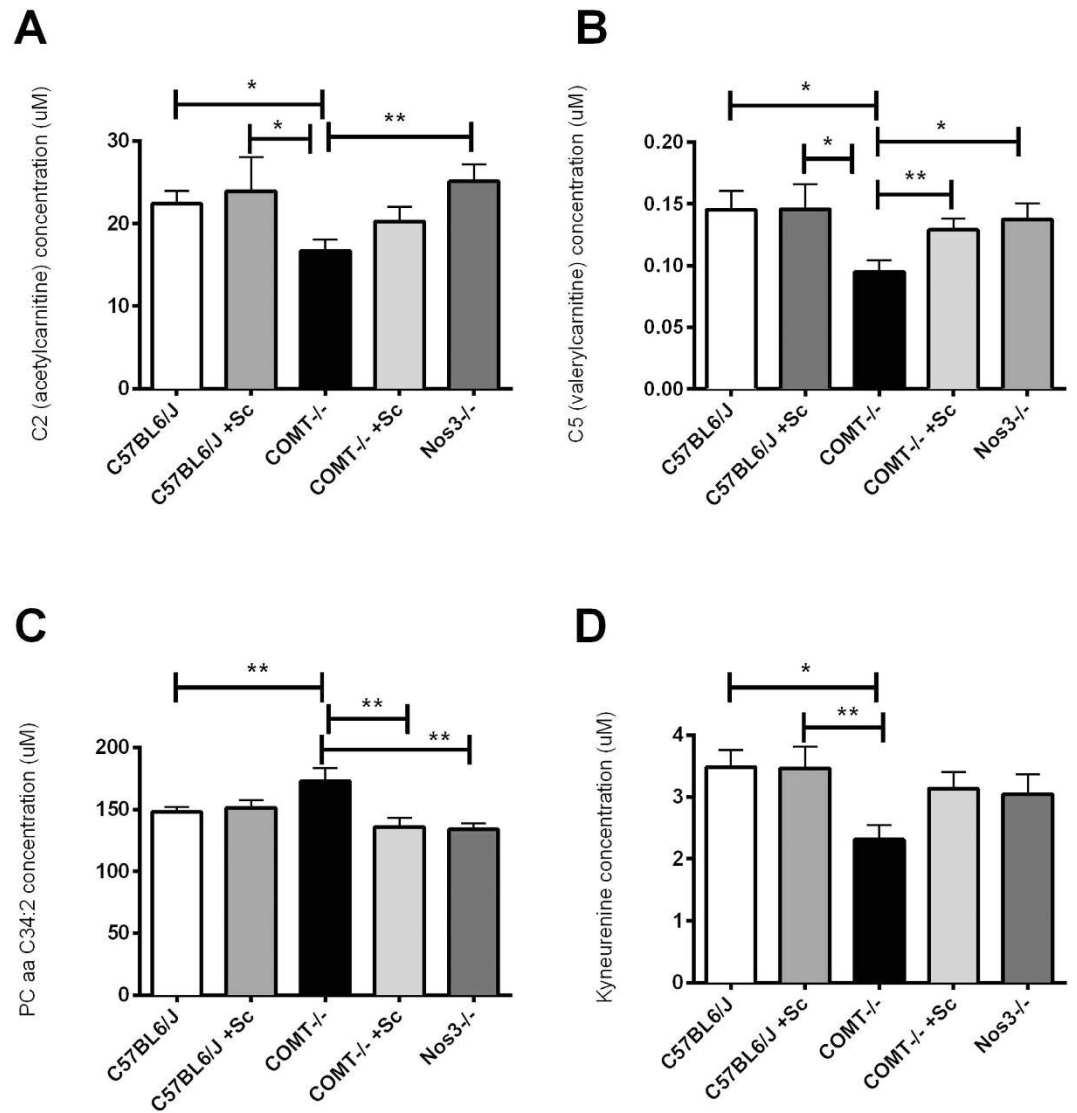 A
C2 (acetylcarnitine) concentration (uM)
*
*
**
30
20
10
0
C57BL6/J
C57BL6/J +Sc
COMT-/-
COMT-/- +Sc
Nos3-/-
B
C5 (valerylcarnitine) concentration (uM)
*
*
*
**
0.20
0.15
0.10
0.05
0.00
C57BL6/J
C57BL6/J +Sc
COMT-/-
COMT-/- +Sc
Nos3-/-
C
PC aa C34:2 concentration (uM)
**
**
**
200
150
100
50
0
C57BL6/J
C57BL6/J +Sc
COMT-/-
COMT-/- +Sc
Nos3-/-
D
Kyneurenine concentration (uM)
*
**
4
3
2
1
0
C57BL6/J
C57BL6/J +Sc
COMT-/-
COMT-/- +Sc
Nos3-/-